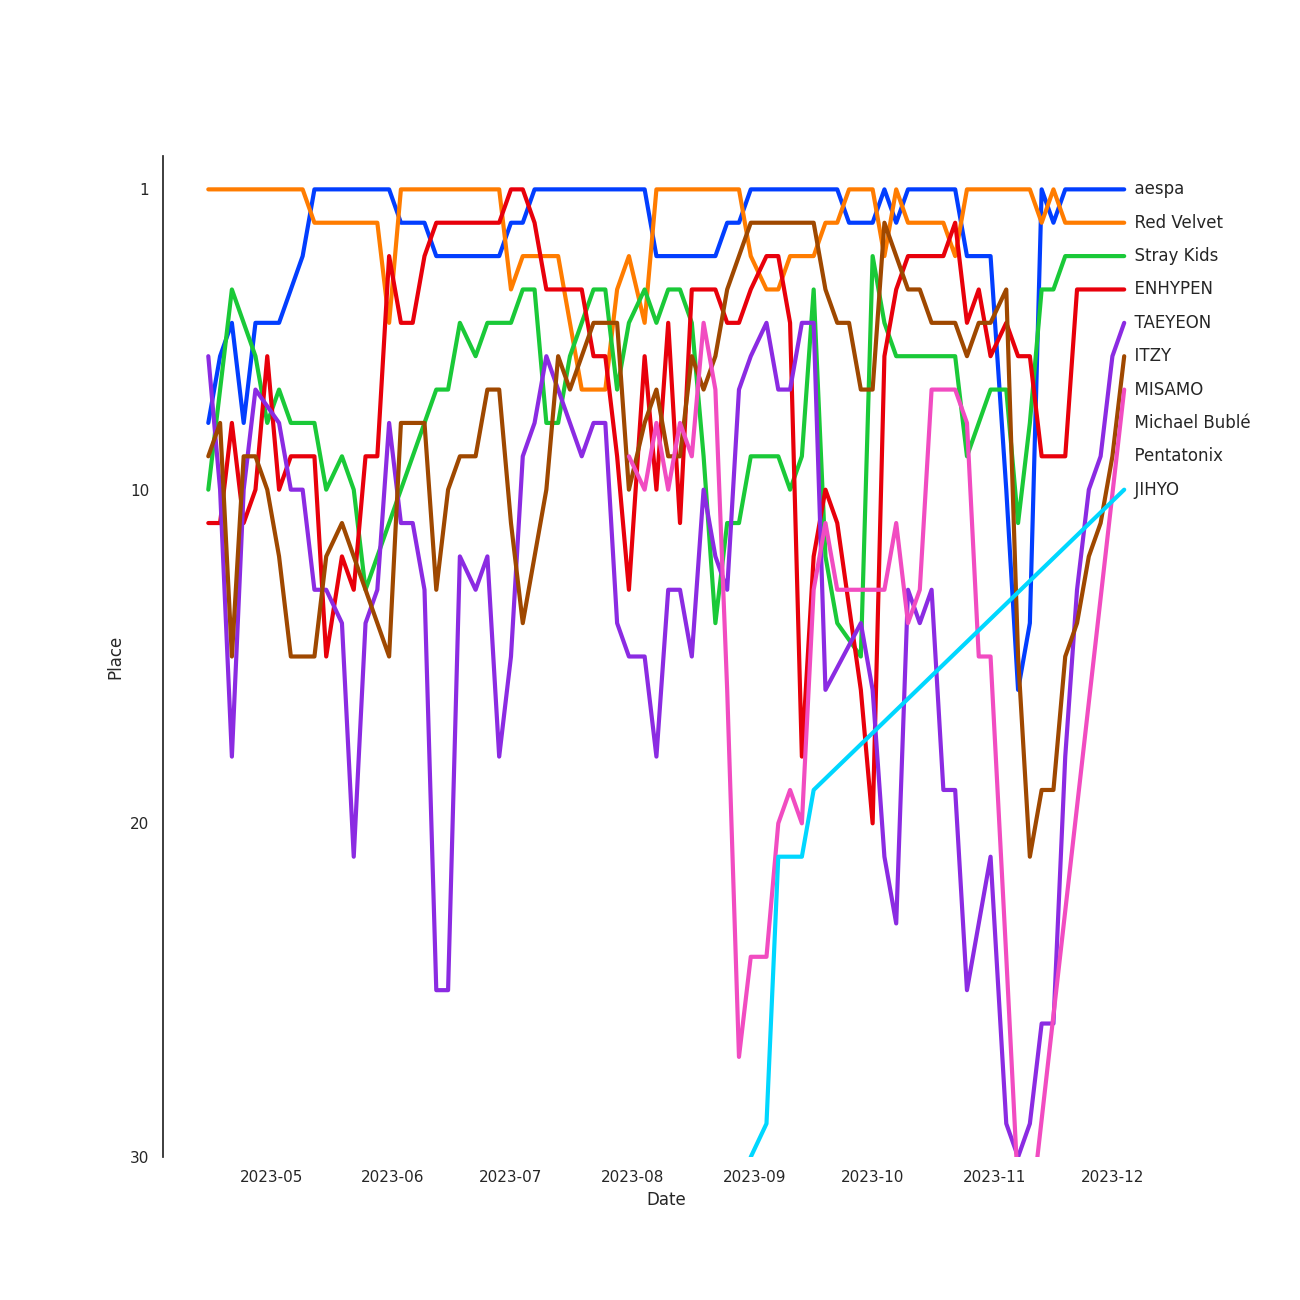 1
10
20
30
Place
aespa
Red Velvet
Stray Kids
ENHYPEN
TAEYEON
ITZY
MISAMO
Michael Bublé
Pentatonix
JIHYO
2023-05
2023-06
2023-07
2023-08
2023-09
2023-10
2023-11
2023-12
Date